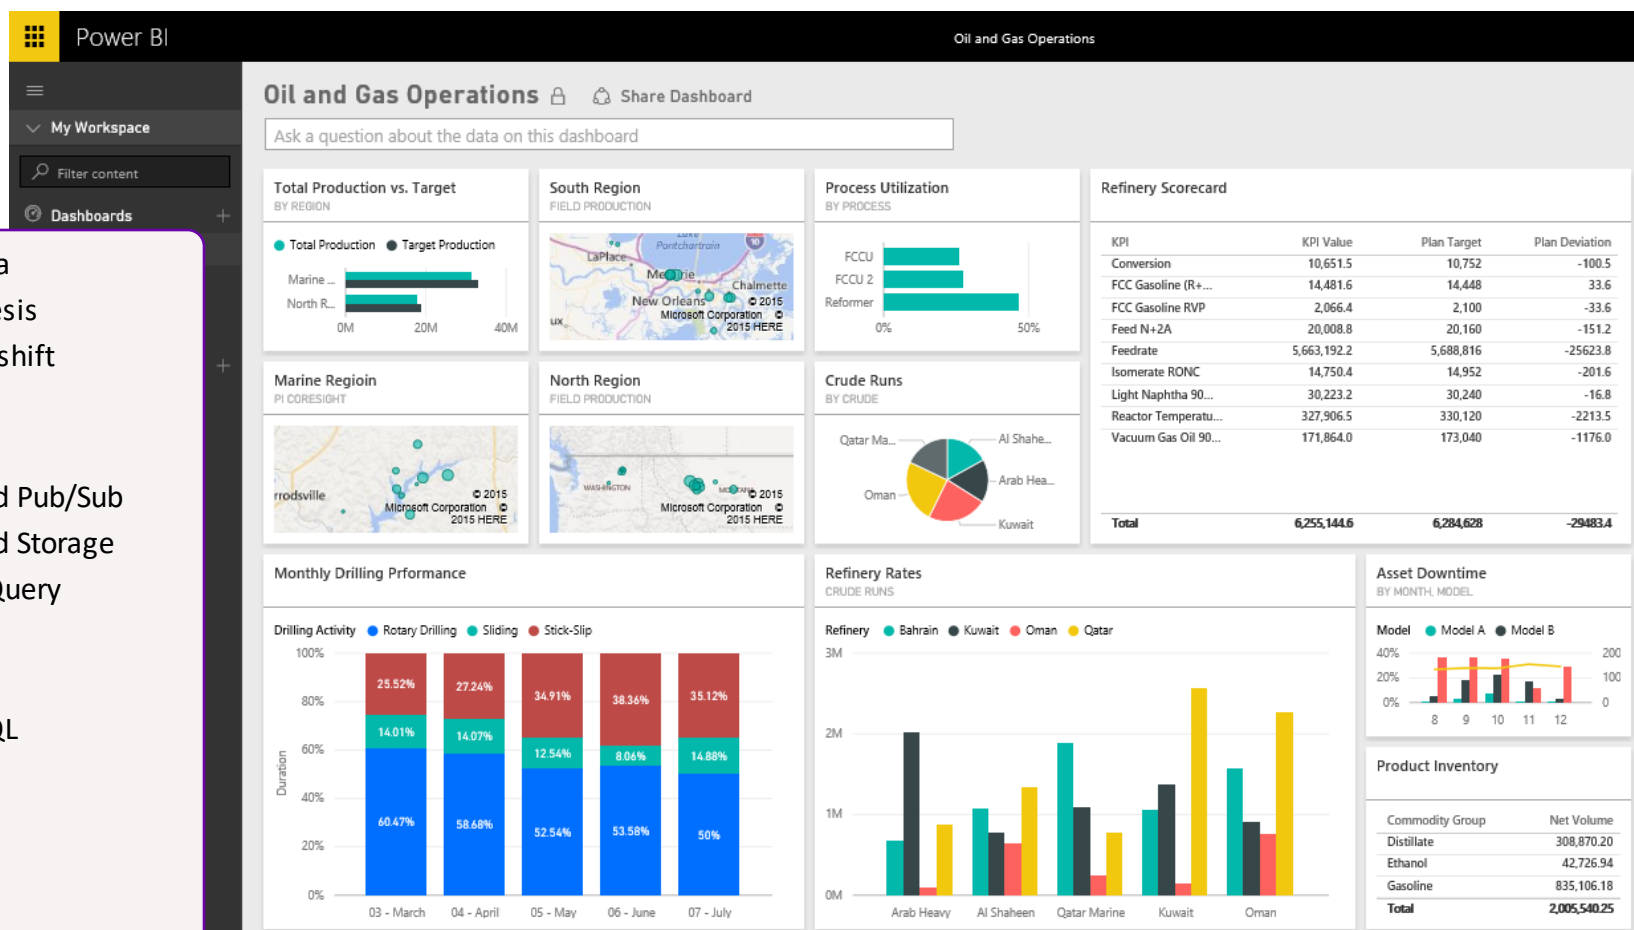 Power BI
Oil and Gas Operations
Oil and Gas Operations
Share Dashboard
My Workspace
Ask a question about the data on this dashboard
Filter content
Dashboards
a
esis
shift
d Pub/Sub
d Storage
Query
QL
Total Production vs. Target
BY REGION
Total Production
Target Production
Marine ...
North R...
0M 20M 40M
South Region
FIELD PRODUCTION
Lake
Pontchartrain
10
LaPlace
Metairie
Chalmette
New Orleans
© 2015
Microsoft Corporation ©
2015 HERE
ux
Process Utilization
BY PROCESS
FCCU
FCCU 2
Reformer
0% 50%
Refinery Scorecard
KPI KPI Value Plan Target Plan Deviation
Conversion 10,651.5 10,752 -100.5
FCC Gasoline (R+... 14,481.6 14,448 33.6
FCC Gasoline RVP 2,066.4 2,100 -33.6
Feed N+2A 20,008.8 20,160 -151.2
Feedrate 5,663,192.2 5,688,816 -25623.8
Isomerate RONC 14,750.4 14,952 -201.6
Light Naphtha 90... 30,223.2 30,240 -16.8
Reactor Temperatu... 327,906.5 330,120 -2213.5
Vacuum Gas Oil 90... 171,864.0 173,040 -1176.0
Total 6,255,144.6 6,284,628 -29483.4
Marine Regioin
PI CORESIGHT
rrodsville
© 2015
Microsoft Corporation ©
2015 HERE
North Region
FIELD PRODUCTION
WASHINGTON
MONTANA
© 2015
Microsoft Corporation ©
2015 HERE
Crude Runs
BY CRUDE
Qatar Ma...
Al Shahe...
Arab Hea...
Oman
Kuwait
Monthly Drilling Prformance
Drilling Activity Rotary Drilling Sliding Stick-Slip
100%
80%
60%
40%
20%
0%
Duration
25.52% 27.24% 34.91% 38.36% 35.12%
14.01% 14.07% 12.54% 8.06% 14.88%
60.47% 58.68% 52.54% 53.58% 50%
03 - March 04 - April 05 - May 06 - June 07 - July
Refinery Rates
CRUDE RUNS
Refinery Bahrain Kuwait Oman Qatar
3M
2M
1M
0M
Arab Heavy Al Shaheen Qatar Marine Kuwait Oman
Asset Downtime
BY MONTH, MODEL
Model Model A Model B
40% 200
20% 100
0% 0
8 9 10 11 12
Product Inventory
Commodity Group Net Volume
Distillate 308,870.20
Ethanol 42,726.94
Gasoline 835,106.18
Total 2,005,540.25